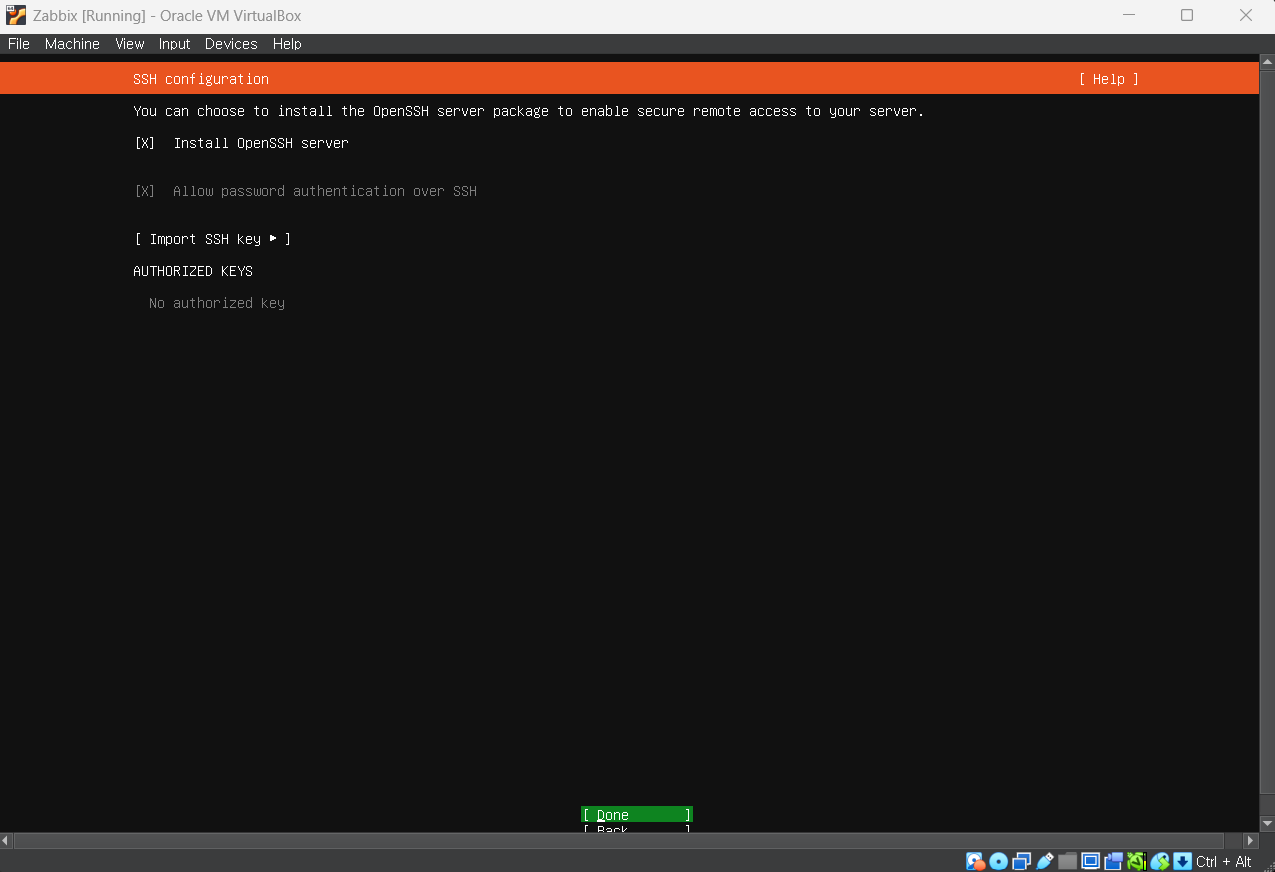 Zabbix [Running] - Oracle VM VirtualBox
File Machine View Input Devices Help
SSH configuration [ Help ]
You can choose to install the OpenSSH server package to enable secure remote access to your server.
[X] Install OpenSSH server
[X] Allow password authentication over SSH
[ Import SSH key ▸ ]
AUTHORIZED KEYS
No authorized key
[ Done ]
[ Back ]
Ctrl + Alt